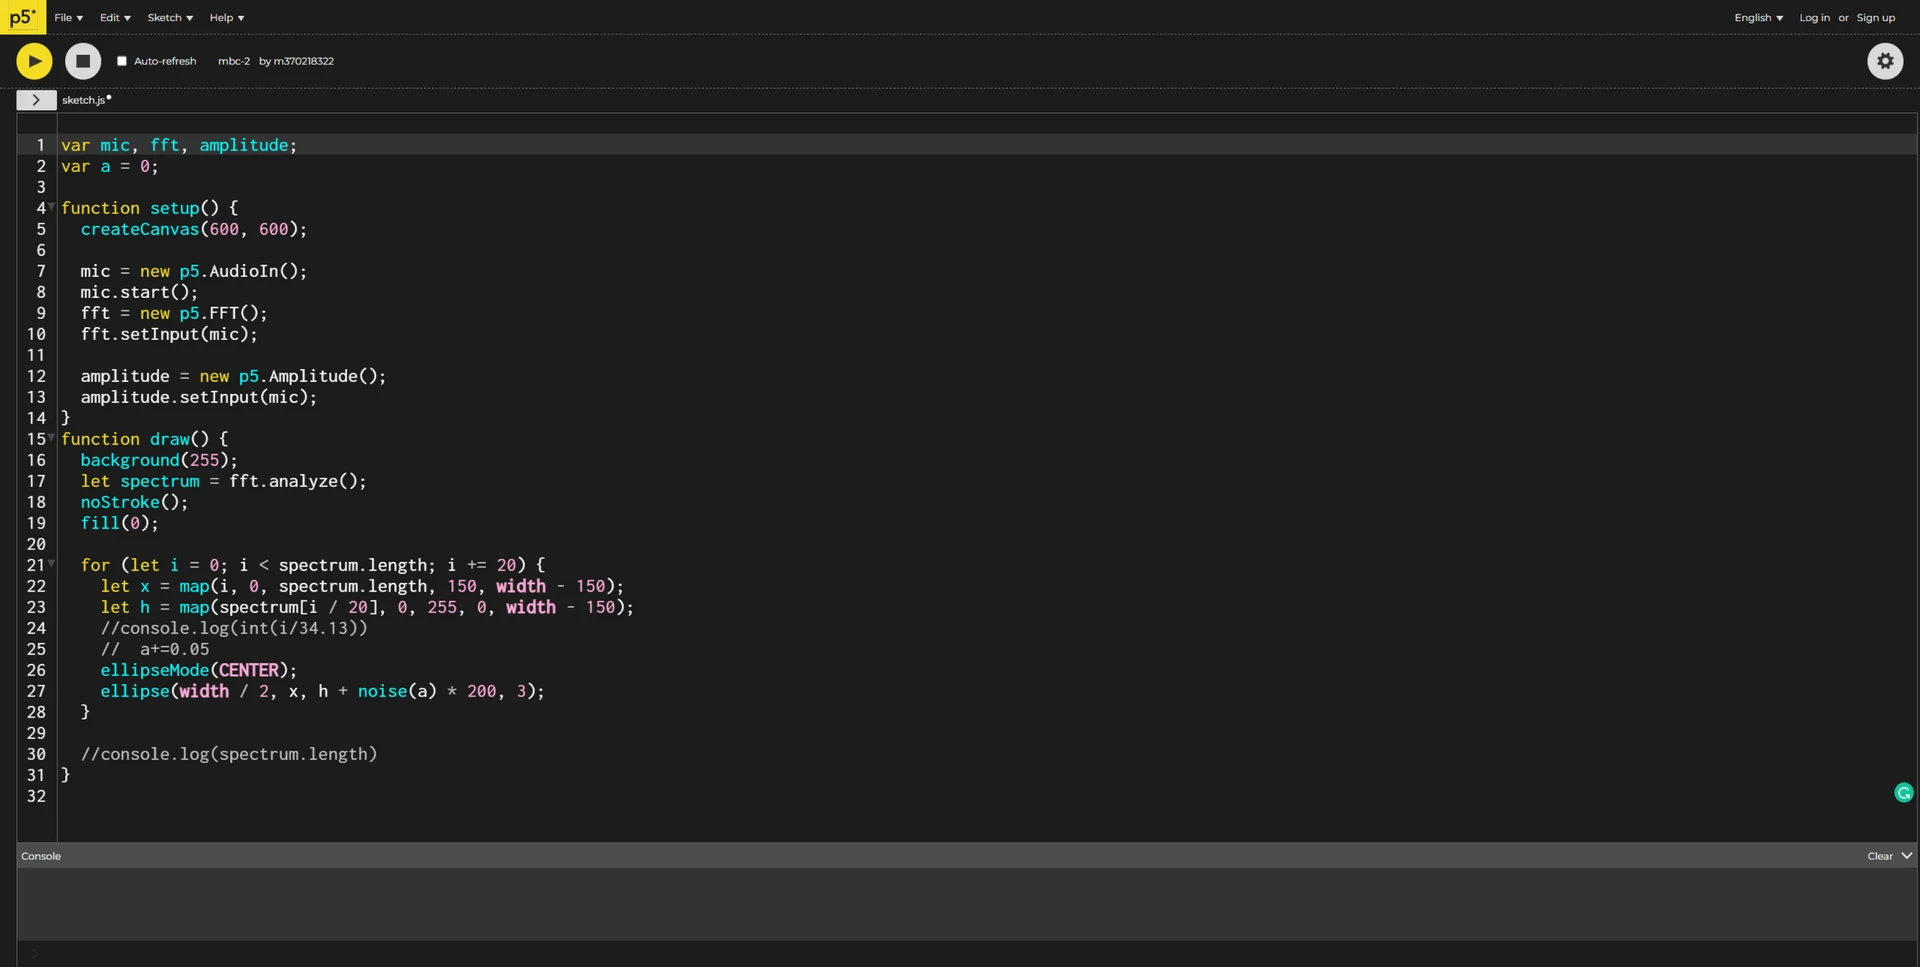 p5* File ▾ Edit ▾ Sketch ▾ Help ▾ English ▾ Log in or Sign up
Auto-refresh mbc-2 by m370218322
> sketch.js•
1 var mic, fft, amplitude;
2 var a = 0;
3
4 function setup() {
5   createCanvas(600, 600);
6
7   mic = new p5.AudioIn();
8   mic.start();
9   fft = new p5.FFT();
10   fft.setInput(mic);
11
12   amplitude = new p5.Amplitude();
13   amplitude.setInput(mic);
14 }
15 function draw() {
16   background(255);
17   let spectrum = fft.analyze();
18   noStroke();
19   fill(0);
20
21   for (let i = 0; i < spectrum.length; i += 20) {
22     let x = map(i, 0, spectrum.length, 150, width - 150);
23     let h = map(spectrum[i / 20], 0, 255, 0, width - 150);
24     //console.log(int(i/34.13))
25     //  a+=0.05
26     ellipseMode(CENTER);
27     ellipse(width / 2, x, h + noise(a) * 200, 3);
28   }
29
30   //console.log(spectrum.length)
31 }
32
Console Clear